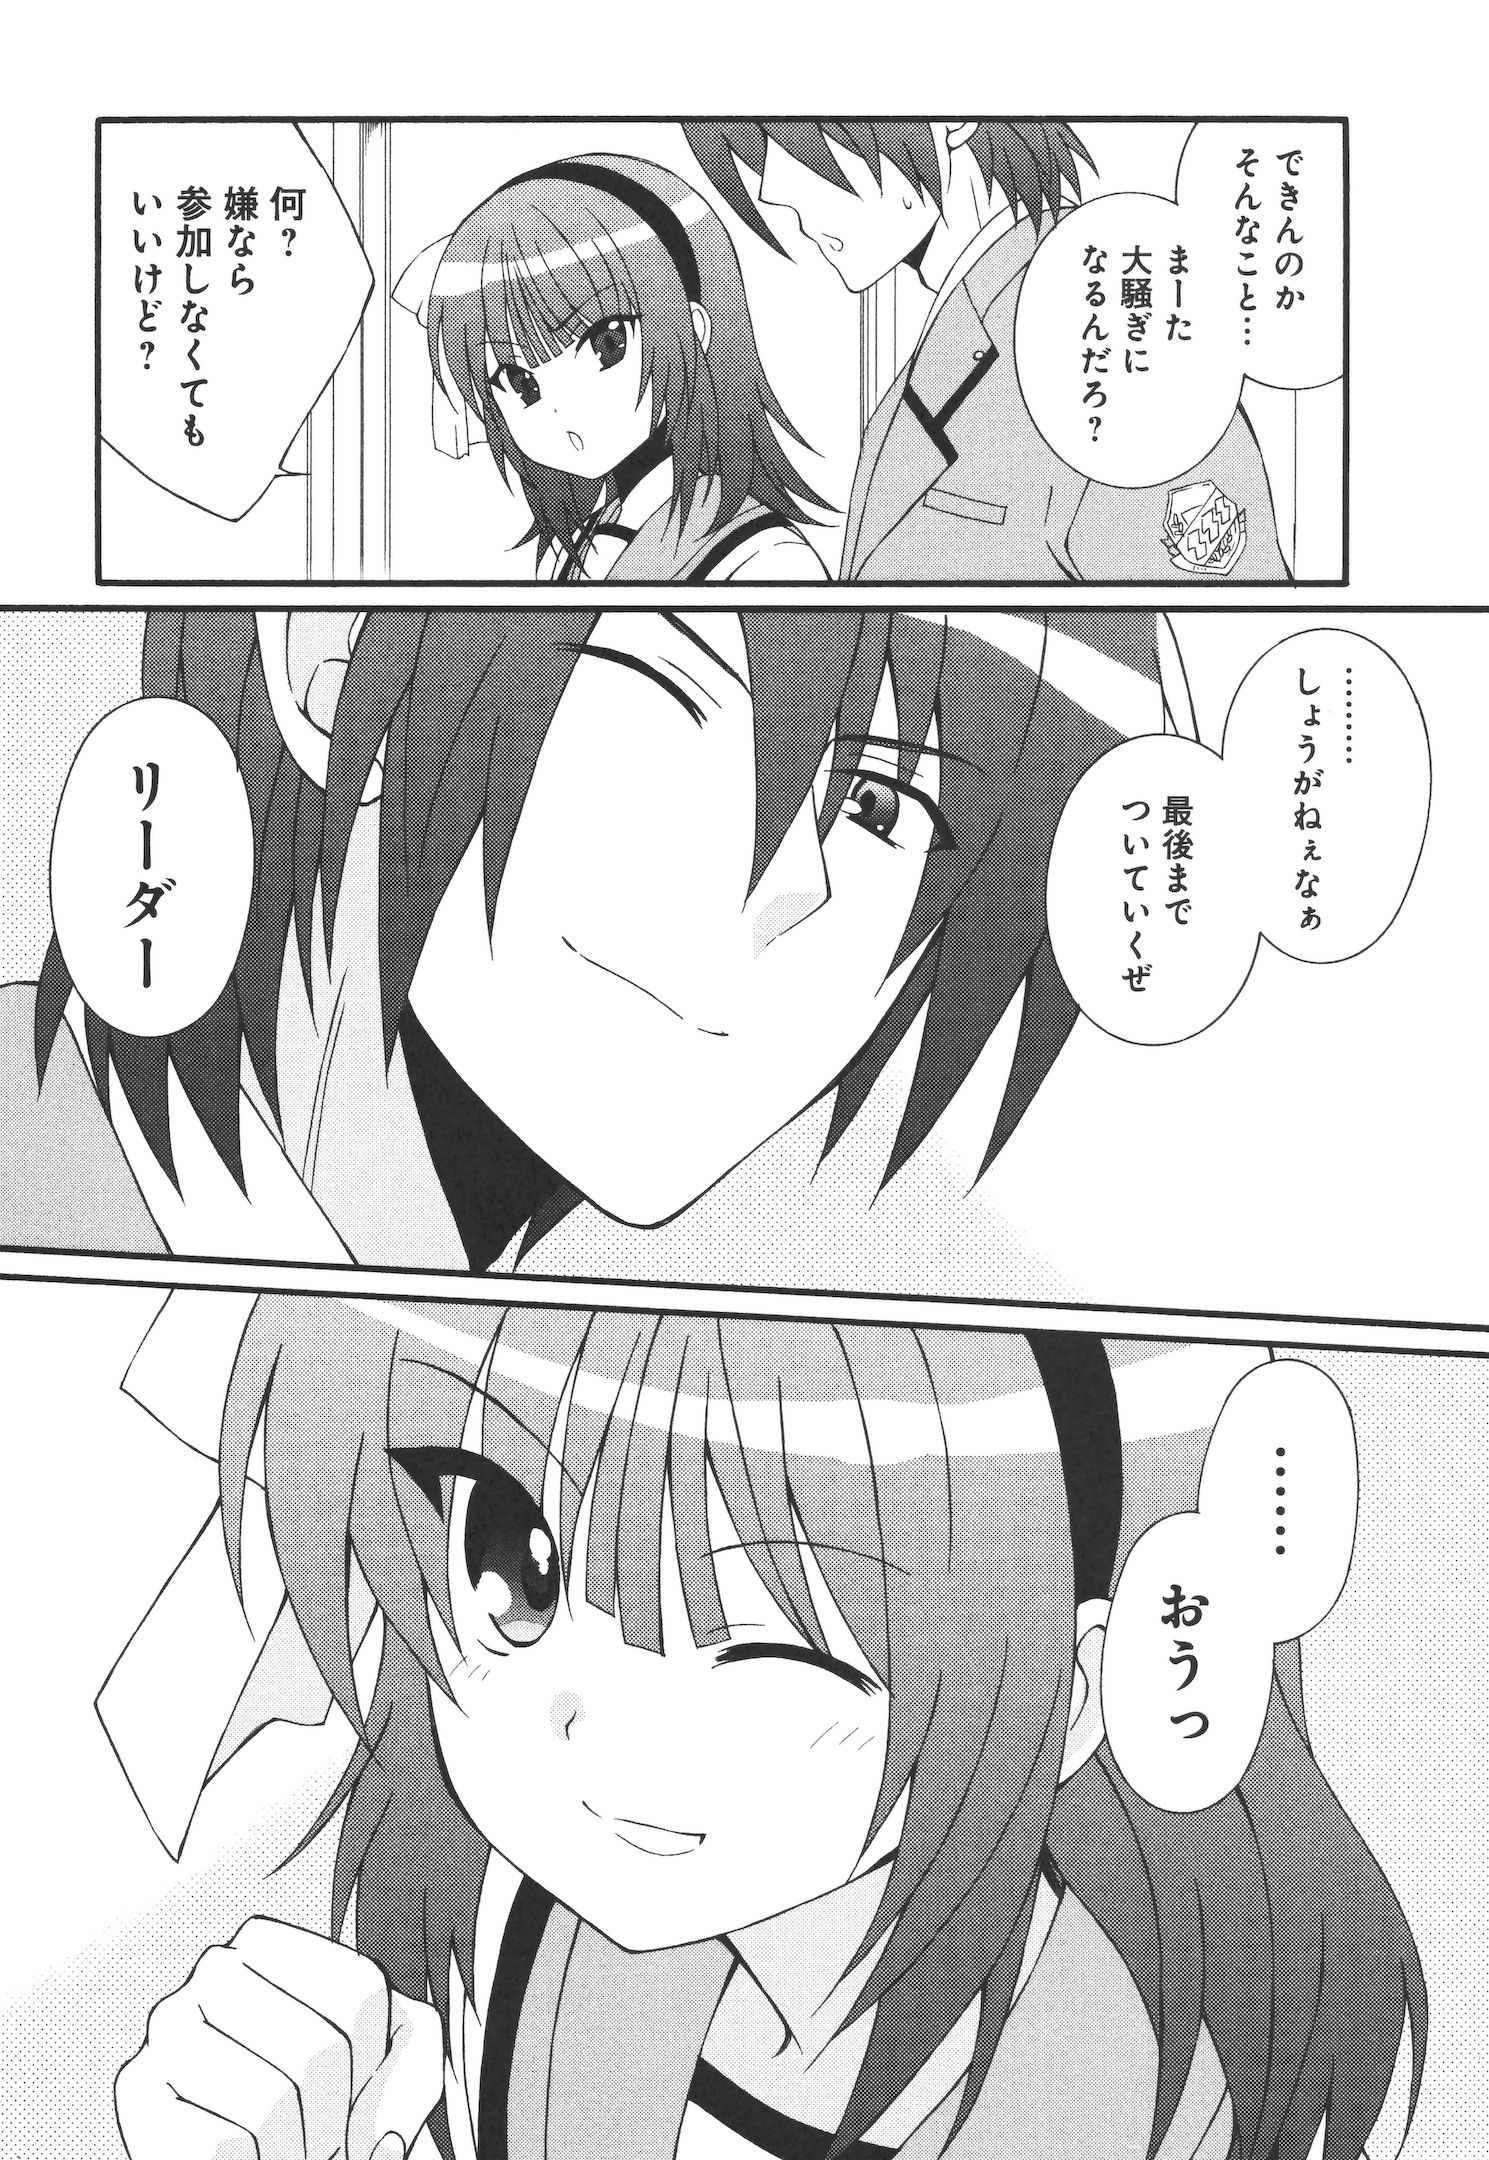 できんのか
そんなこと…
まーた
大騒ぎに
なるんだろ?
何?
嫌なら
参加しなくても
いいけど?
………
しょうがねぇなぁ
最後まで
ついていくぜ
リーダー
……
おうっ